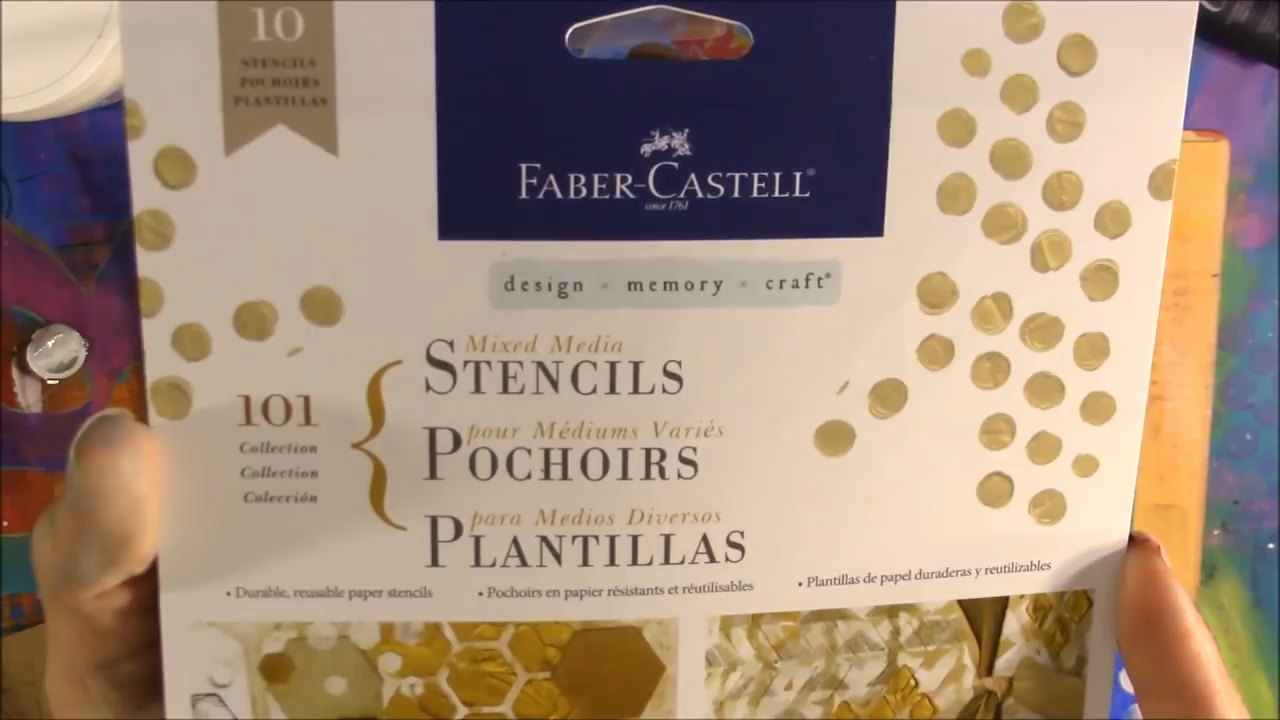 10
STENCILS
POCHOIRS
PLANTILLAS
FABER-CASTELL®
since 1761
design • memory • craft®
Mixed Media
STENCILS
101
Collection
Collection
Colección
pour Médiums Variés
POCHOIRS
para Medios Diversos
PLANTILLAS
• Durable, reusable paper stencils
• Pochoirs en papier résistants et réutilisables
• Plantillas de papel duraderas y reutilizables